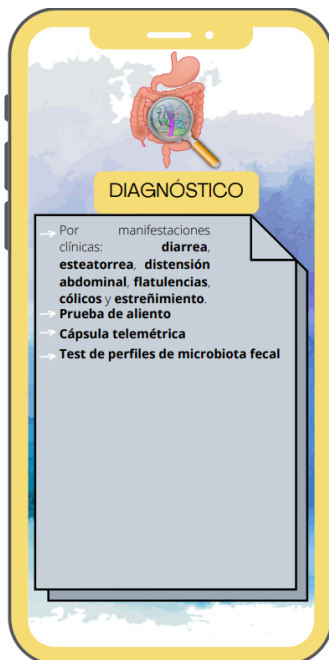 DIAGNÓSTICO
Por manifestaciones
clínicas: diarrea,
esteatorrea, distensión
abdominal, flatulencias,
cólicos y estreñimiento.
Prueba de aliento
Cápsula telemétrica
Test de perfiles de microbiota fecal